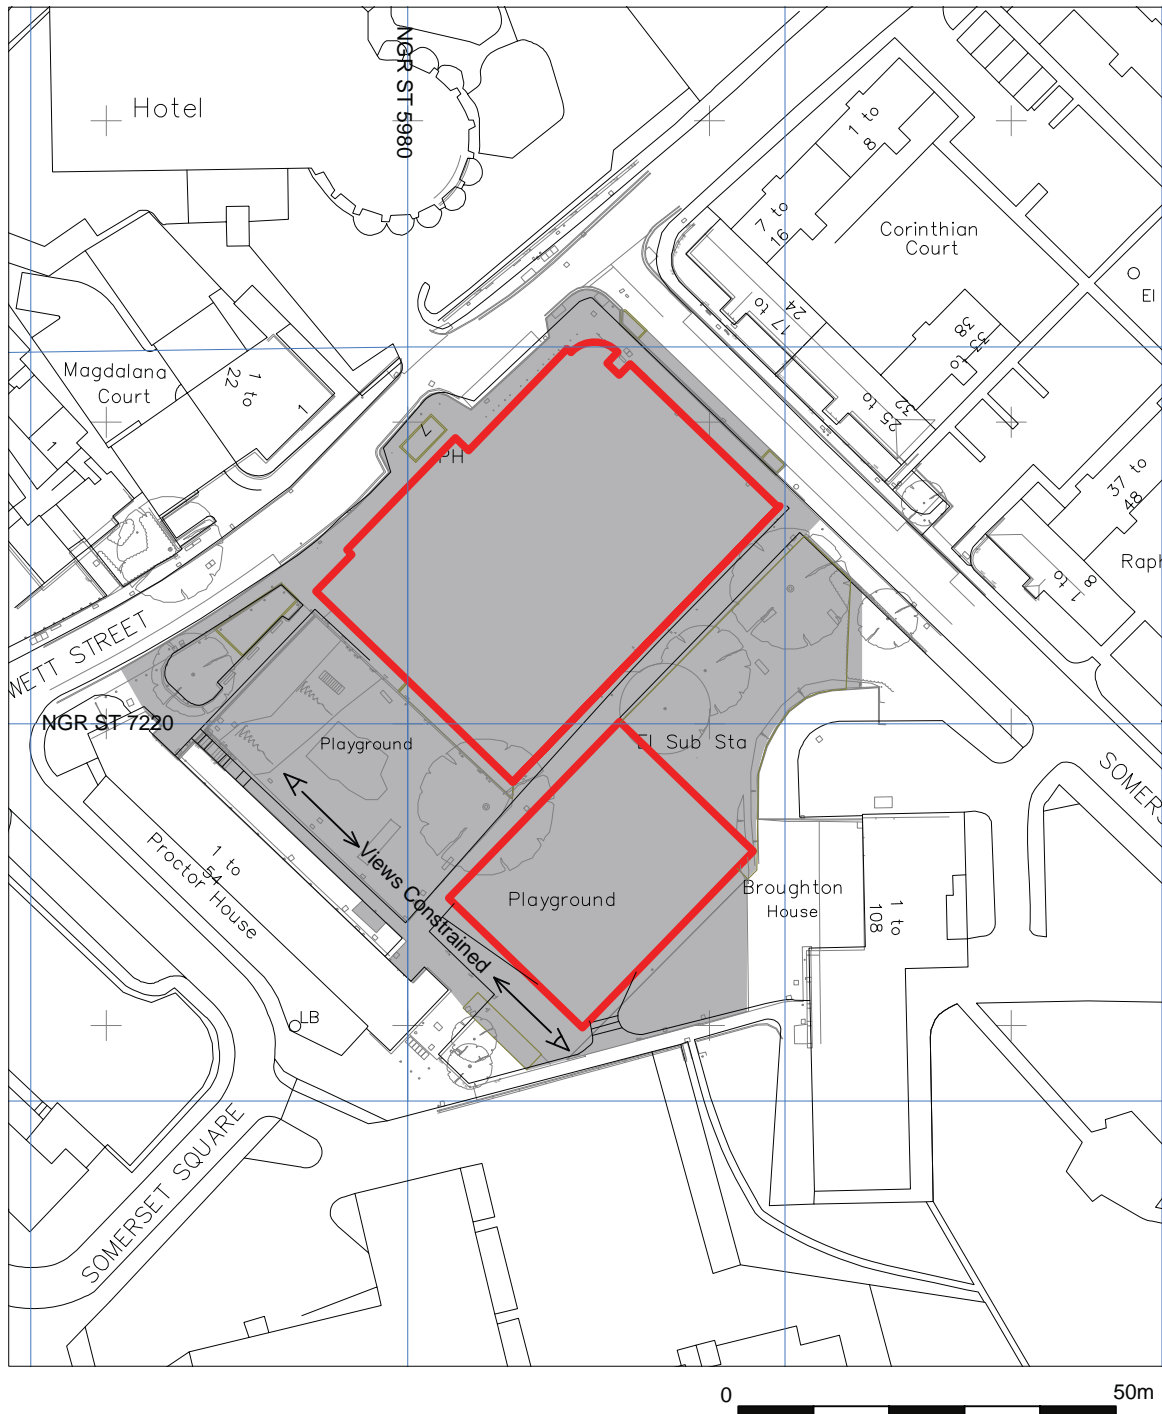 Hotel
NGR ST 5980
1 to
8
7 to
16
Corinthian
Court
El
17 to
24
33 to
38
25 to
32
Magdalana
Court
1 to
22
1
1
7
PH
37 to
48
Raph
1 to
8
WETT STREET
NGR ST 7220
Playground
El Sub Sta
SOMERS
A
Views Constrained
A
1 to
54
Proctor House
Playground
Broughton
House
1 to
108
LB
SOMERSET SQUARE
0
50m